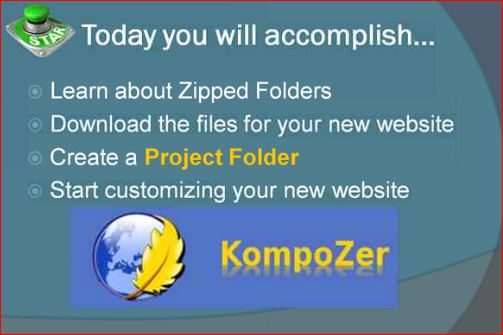 START
Today you will accomplish...
Learn about Zipped Folders
Download the files for your new website
Create a Project Folder
Start customizing your new website
KompoZer